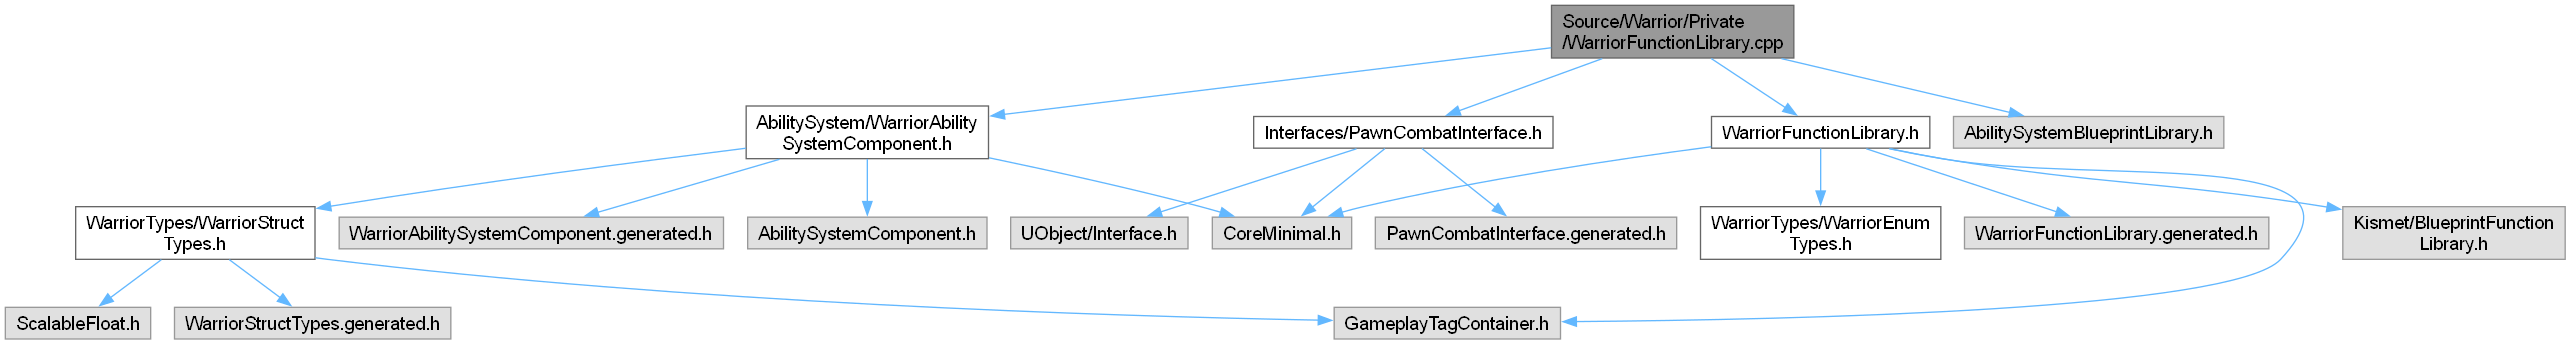 Source/Warrior/Private
/WarriorFunctionLibrary.cpp
AbilitySystem/WarriorAbility
SystemComponent.h
Interfaces/PawnCombatInterface.h
WarriorFunctionLibrary.h
AbilitySystemBlueprintLibrary.h
WarriorTypes/WarriorStruct
Types.h
WarriorAbilitySystemComponent.generated.h
AbilitySystemComponent.h
UObject/Interface.h
CoreMinimal.h
PawnCombatInterface.generated.h
WarriorTypes/WarriorEnum
Types.h
WarriorFunctionLibrary.generated.h
Kismet/BlueprintFunction
Library.h
ScalableFloat.h
WarriorStructTypes.generated.h
GameplayTagContainer.h